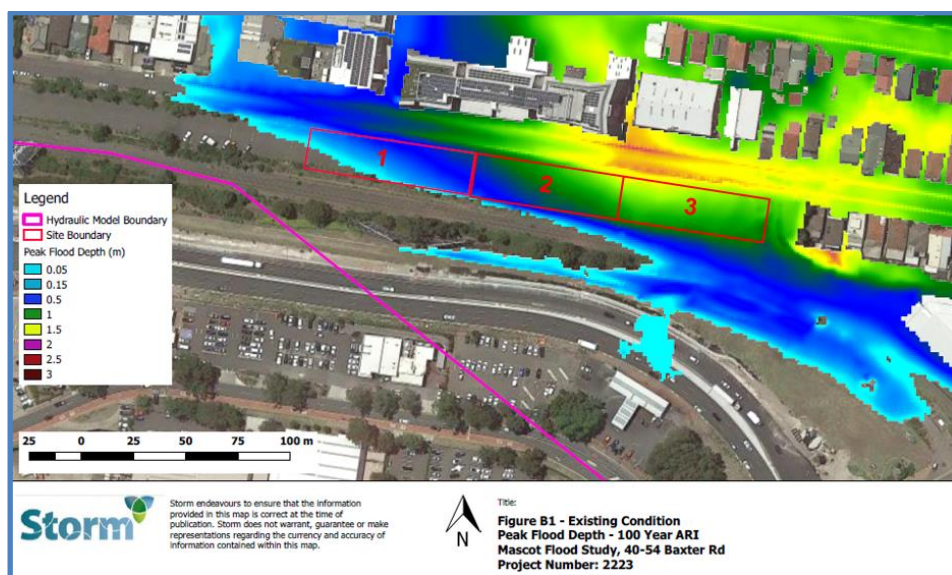 1
2
3
Legend
Hydraulic Model Boundary
Site Boundary
Peak Flood Depth (m)
0.05
0.15
0.5
1
1.5
2
2.5
3
25 0 25 50 75 100 m
Storm
Storm endeavours to ensure that the information
provided in this map is correct at the time of
publication. Storm does not warrant, guarantee or make
representations regarding the currency and accuracy of
information contained within this map.
N
Title:
Figure B1 - Existing Condition
Peak Flood Depth - 100 Year ARI
Mascot Flood Study, 40-54 Baxter Rd
Project Number: 2223